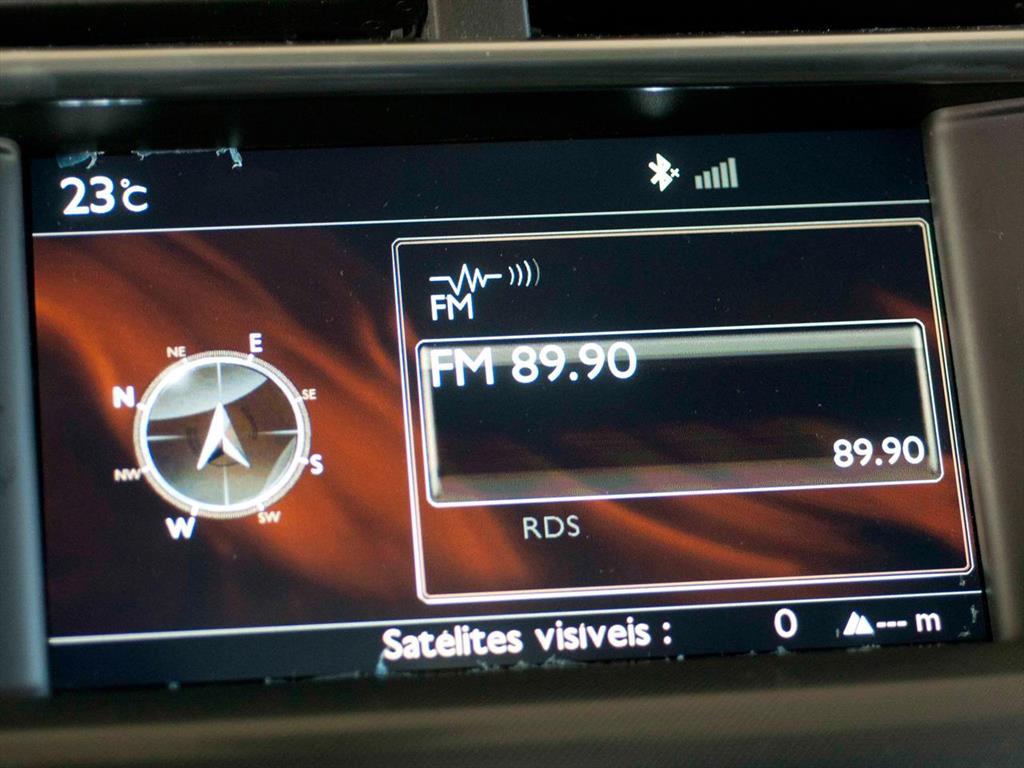 23°C
FM
FM 89.90
89.90
RDS
NE
E
N
SE
NW
S
W
SW
Satélites visíveis : 0 --- m